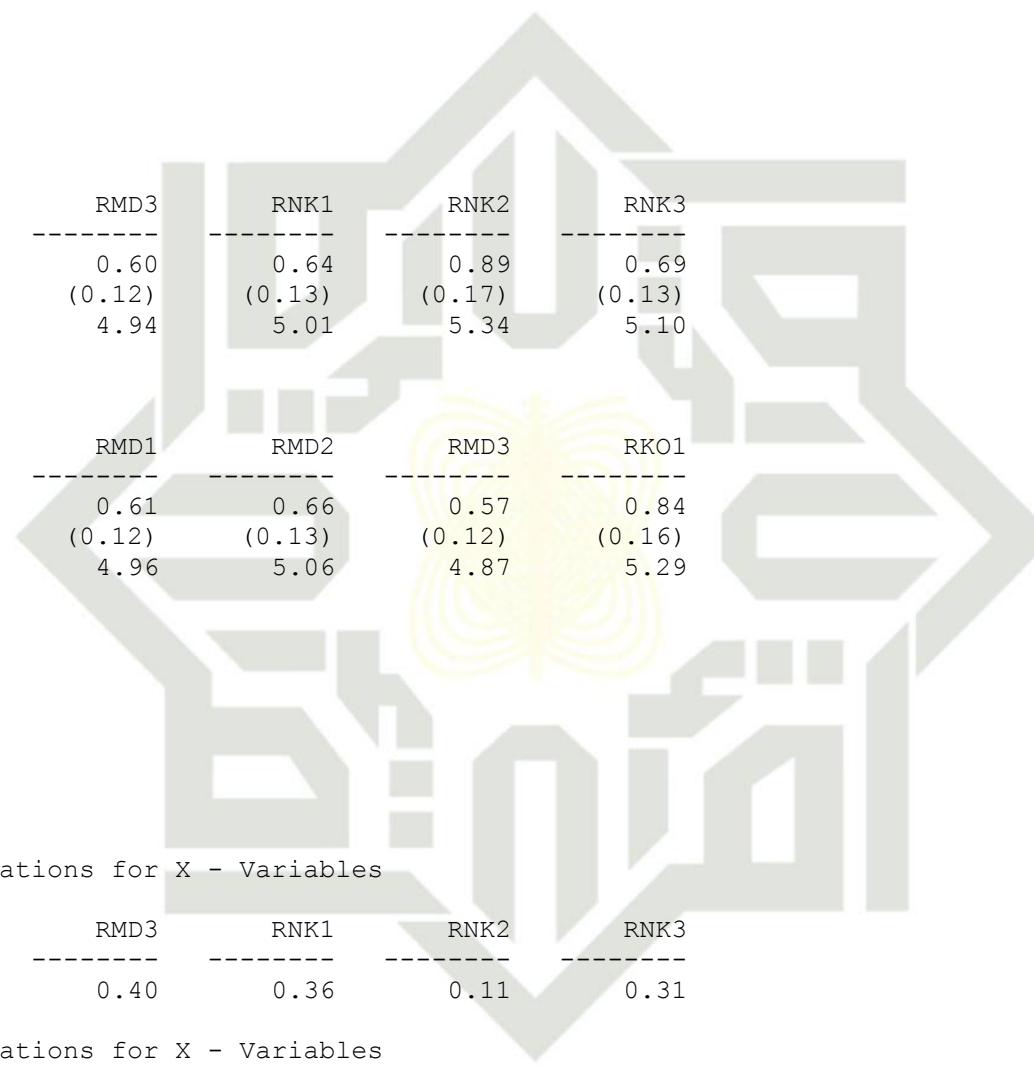 RMD3 RNK1 RNK2 RNK3
-------- -------- -------- --------
0.60 0.64 0.89 0.69
(0.12) (0.13) (0.17) (0.13)
4.94 5.01 5.34 5.10
RMD1 RMD2 RMD3 RKO1
-------- -------- -------- --------
0.61 0.66 0.57 0.84
(0.12) (0.13) (0.12) (0.16)
4.96 5.06 4.87 5.29
ations for X - Variables
RMD3 RNK1 RNK2 RNK3
-------- -------- -------- --------
0.40 0.36 0.11 0.31
ations for X - Variables